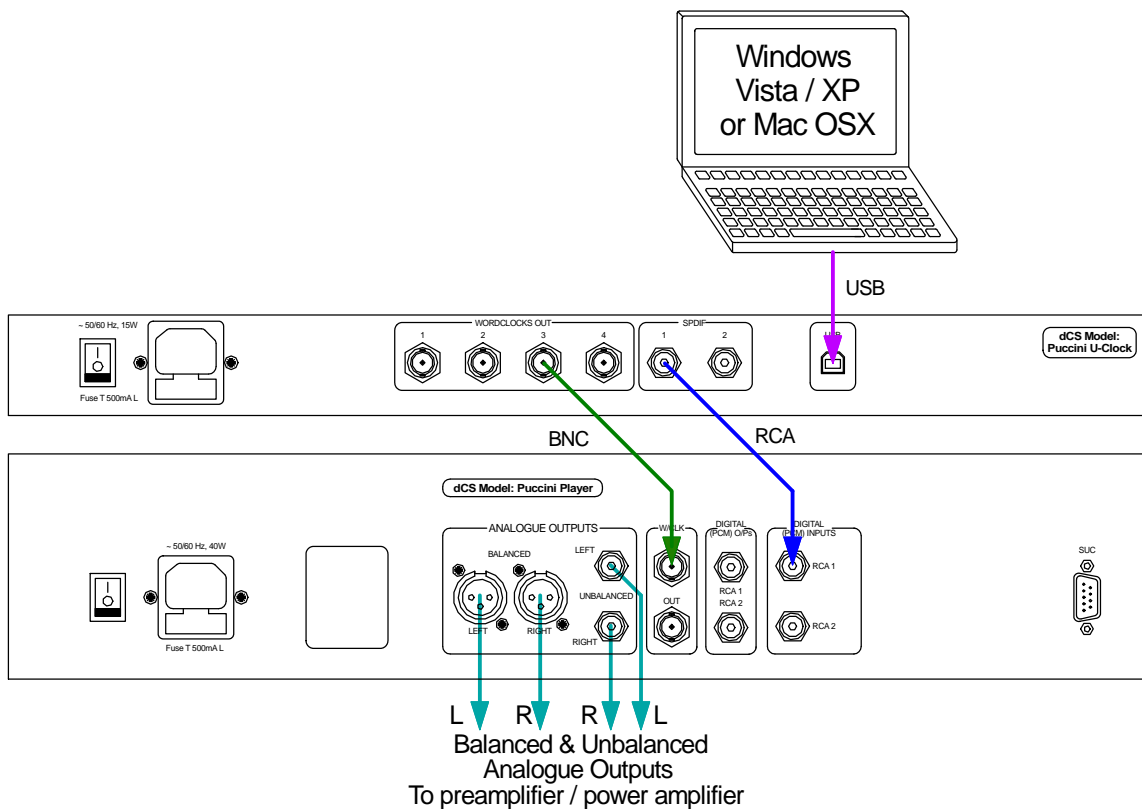 Windows
Vista / XP
or Mac OSX
USB
~ 50/60 Hz, 15W
Fuse T 500mA L
WORDCLOCKS OUT
1 2 3 4
SPDIF
1 2
USB
dCS Model:
Puccini U-Clock
BNC
RCA
dCS Model: Puccini Player
~ 50/60 Hz, 40W
Fuse T 500mA L
ANALOGUE OUTPUTS
BALANCED
LEFT
RIGHT
LEFT
UNBALANCED
RIGHT
W/CLK
OUT
DIGITAL
(PCM) O/Ps
RCA 1
RCA 2
DIGITAL
(PCM) INPUTS
RCA 1
RCA 2
SUC
L R R L
Balanced & Unbalanced
Analogue Outputs
To preamplifier / power amplifier